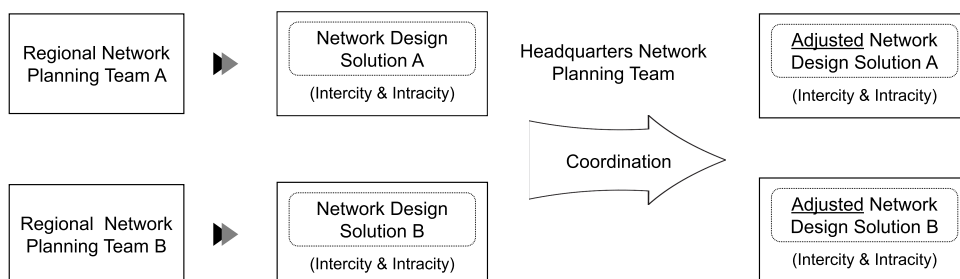 Regional Network
Planning Team A
Network Design
Solution A
(Intercity & Intracity)
Headquarters Network
Planning Team
Adjusted Network
Design Solution A
(Intercity & Intracity)
Coordination
Regional Network
Planning Team B
Network Design
Solution B
(Intercity & Intracity)
Adjusted Network
Design Solution B
(Intercity & Intracity)